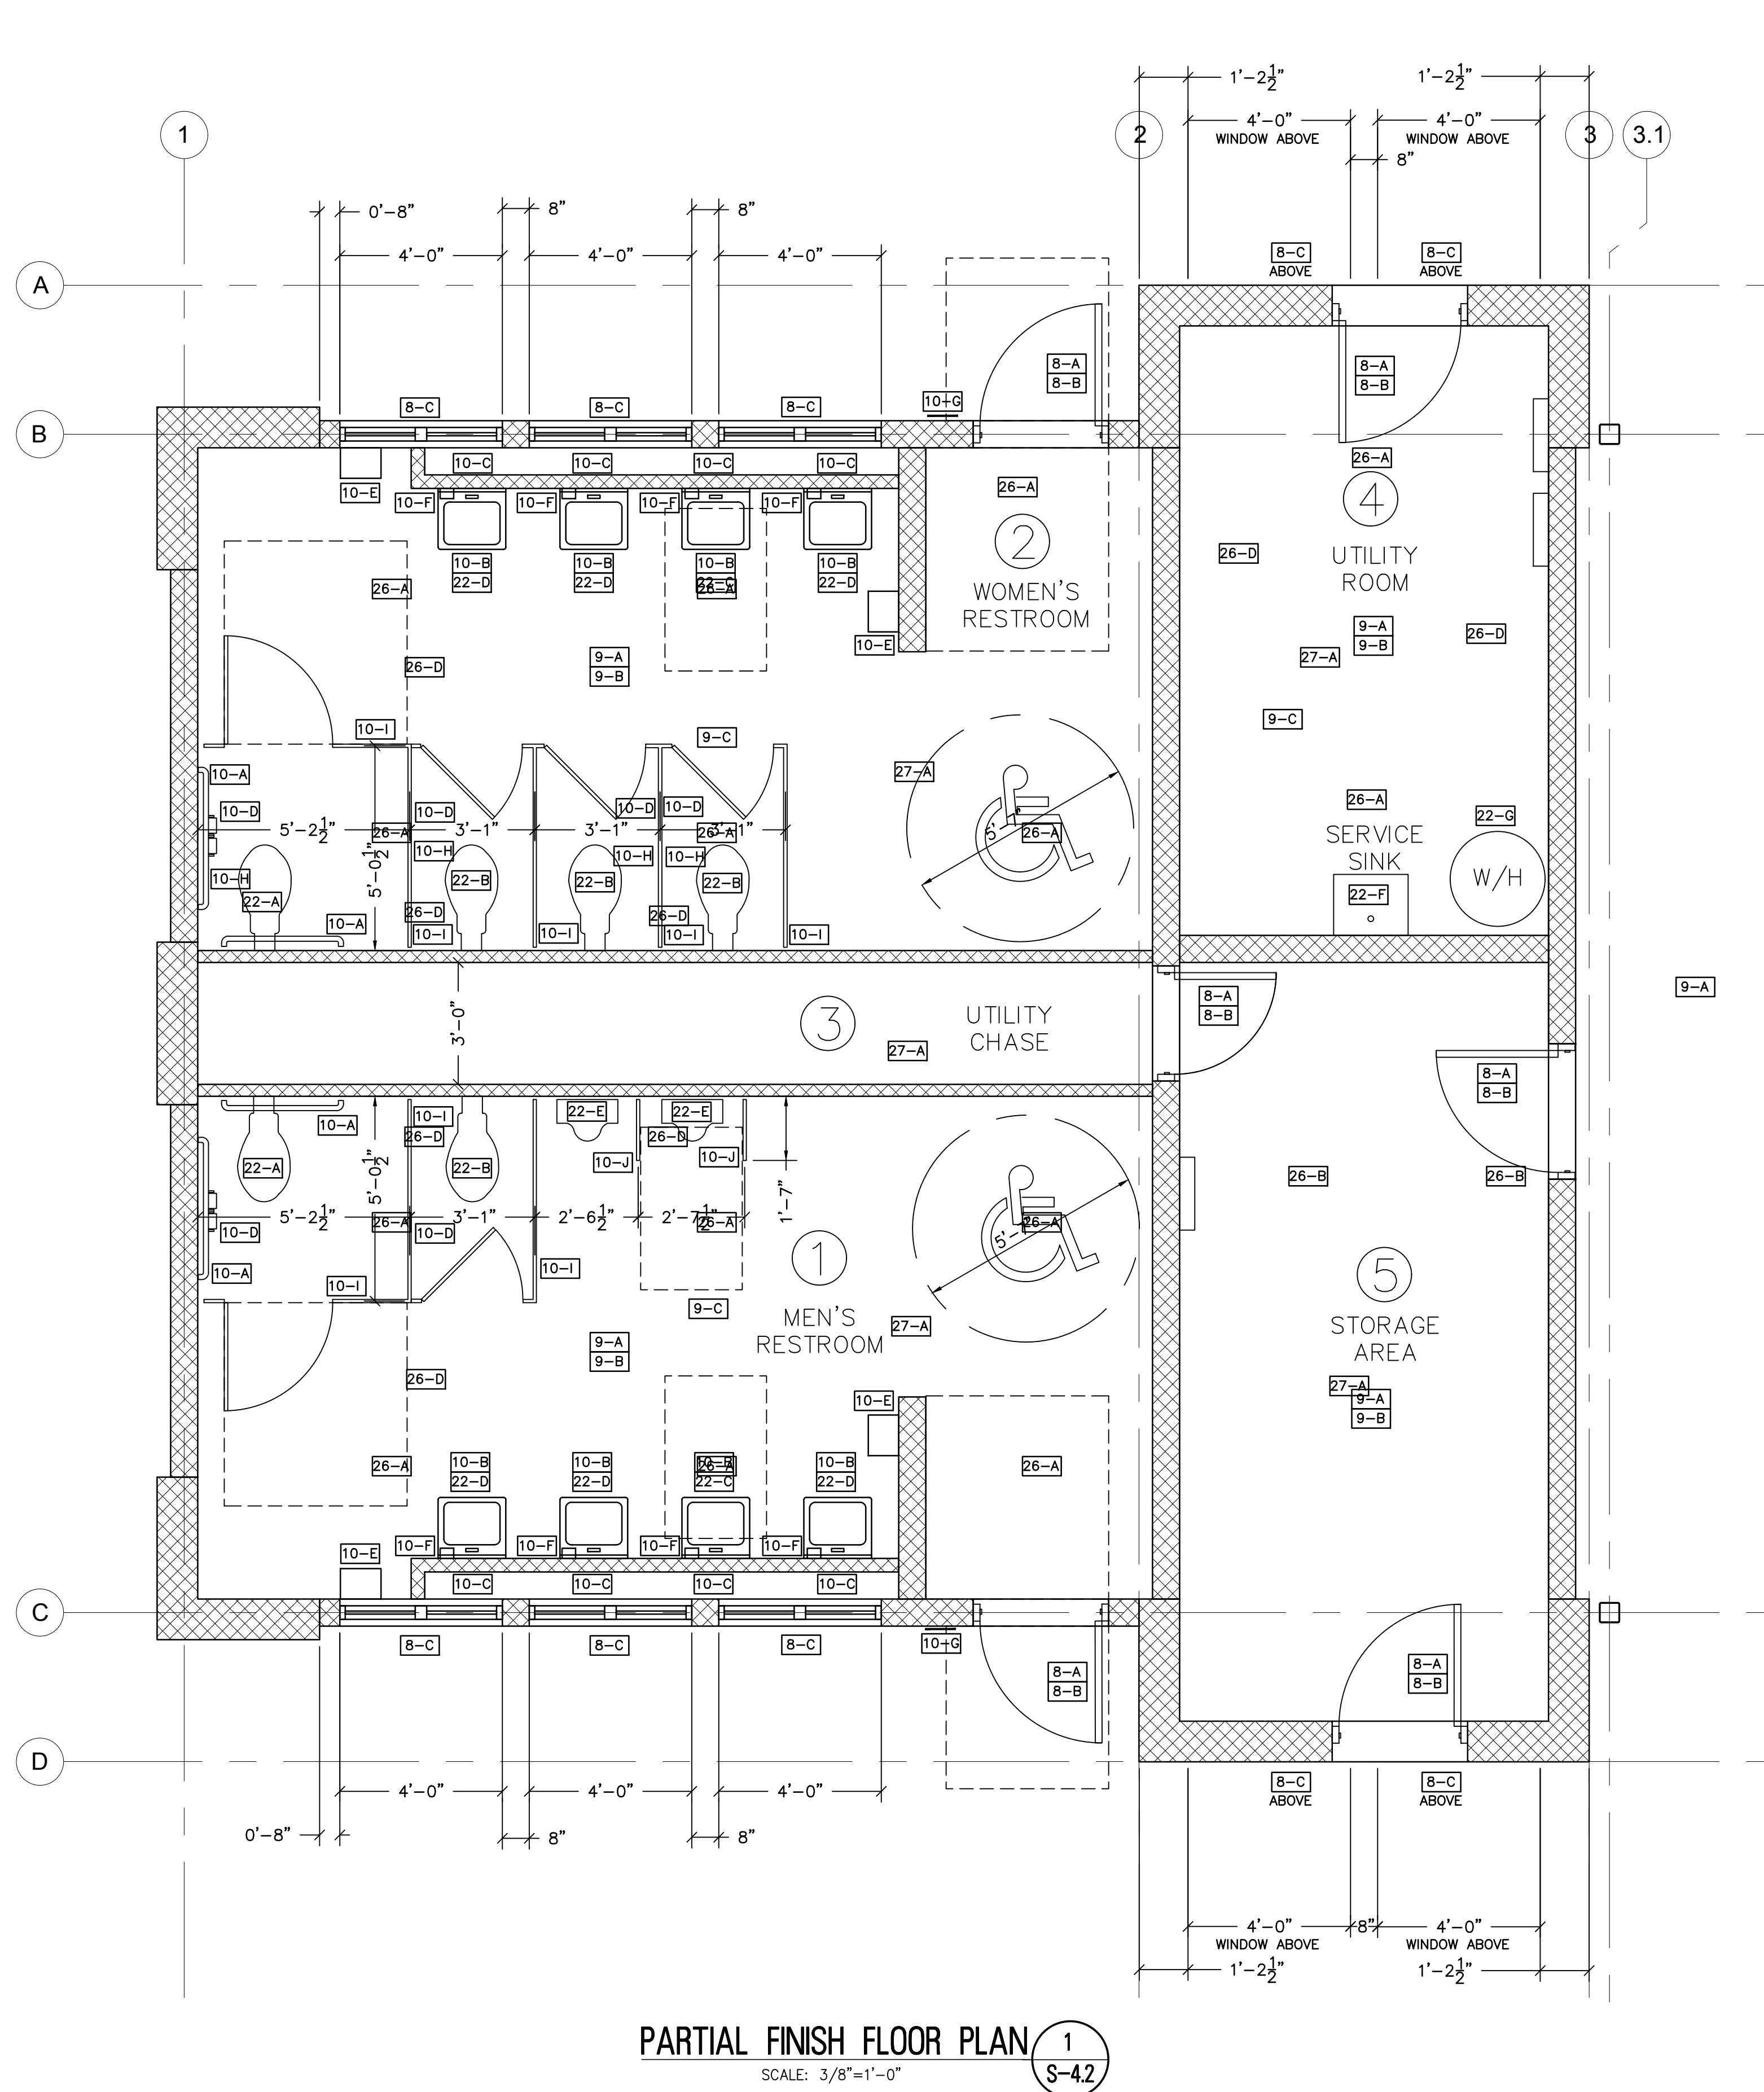 1'-2½" 1'-2½"
1 2 3 3.1
4'-0" 4'-0"
WINDOW ABOVE WINDOW ABOVE
8"
0'-8" 8" 8"
4'-0" 4'-0" 4'-0"
8-C 8-C
ABOVE ABOVE
A
8-A 8-A
8-B 8-B
8-C 8-C 8-C 10-G
B
10-C 10-C 10-C 10-C 26-A
10-E 26-A
10-F 10-F 10-F 10-F 4
2
26-D UTILITY
ROOM
10-B 10-B 10-B 10-B
22-D 22-D 22-C 22-D
26-A 26-A
WOMEN'S
RESTROOM
9-A 9-A
9-B 9-B
10-E 26-D
26-D 27-A
10-I 9-C 9-C
10-A 27-A
10-D 10-D 10-D 10-D 26-A 22-G
5'-2½" 26-A 3'-1" 3'-1" 26-A 3'-1" 26-A
SERVICE
SINK
5'-0½"
10-H 10-H 10-H 10-H
22-A 22-B 22-B 22-B 22-F W/H
10-A 26-D 26-D
10-I 10-I 10-I 10-I
3'-0" 3 UTILITY
CHASE
8-A
8-B
9-A
27-A
8-A
8-B
10-A 10-I 22-E 22-E
26-D 26-D
5'-0½" 22-A 22-B 10-J 10-J 26-B 26-B
1'-7"
5'-2½" 26-A 3'-1" 2'-6½" 2'-7½" 26-A 26-A
10-D 10-D
10-A 10-I 10-I 1 5
9-C
MEN'S
RESTROOM
27-A
STORAGE
AREA
9-A
9-B
26-D 27-A
10-E 9-A
9-B
26-A 10-B 10-B 10-B 10-B
22-D 22-D 22-C 22-D
26-A 26-A
10-E 10-F 10-F 10-F 10-F
10-C 10-C 10-C 10-C
C
8-C 8-C 8-C 10-G
8-A 8-A
8-B 8-B
D
8-C 8-C
ABOVE ABOVE
4'-0" 4'-0" 4'-0"
0'-8" 8" 8"
4'-0" 8" 4'-0"
WINDOW ABOVE WINDOW ABOVE
1'-2½" 1'-2½"
PARTIAL FINISH FLOOR PLAN 1
SCALE: 3/8"=1'-0" S-4.2